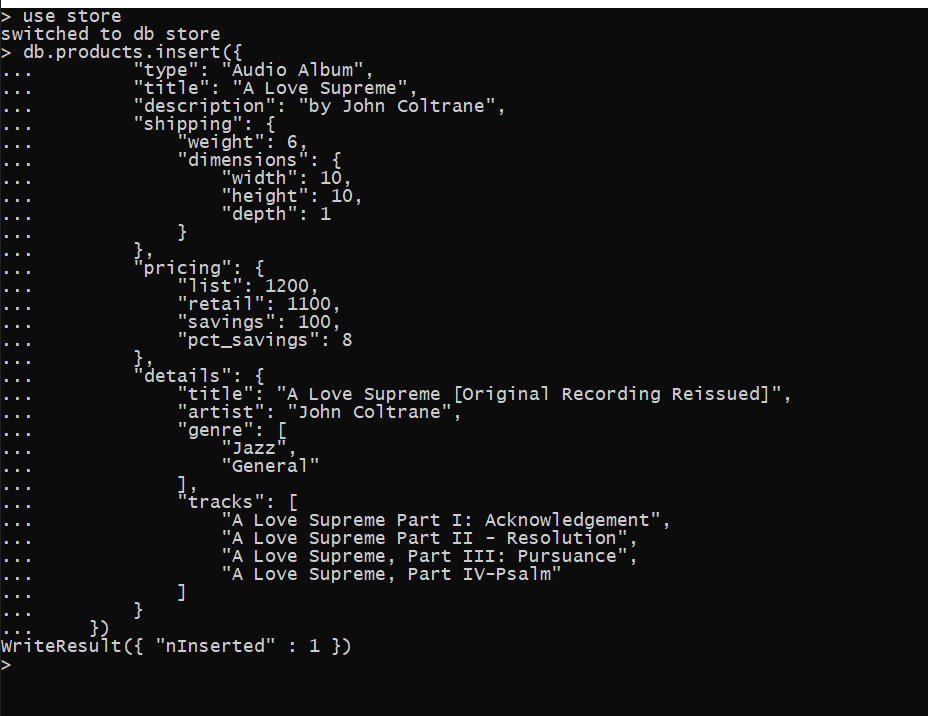 > use store
switched to db store
> db.products.insert({
...         "type": "Audio Album",
...         "title": "A Love Supreme",
...         "description": "by John Coltrane",
...         "shipping": {
...             "weight": 6,
...             "dimensions": {
...                 "width": 10,
...                 "height": 10,
...                 "depth": 1
...             }
...         },
...         "pricing": {
...             "list": 1200,
...             "retail": 1100,
...             "savings": 100,
...             "pct_savings": 8
...         },
...         "details": {
...             "title": "A Love Supreme [Original Recording Reissued]",
...             "artist": "John Coltrane",
...             "genre": [
...                 "Jazz",
...                 "General"
...             ],
...             "tracks": [
...                 "A Love Supreme Part I: Acknowledgement",
...                 "A Love Supreme Part II - Resolution",
...                 "A Love Supreme, Part III: Pursuance",
...                 "A Love Supreme, Part IV-Psalm"
...             ]
...         }
...     })
WriteResult({ "nInserted" : 1 })
>